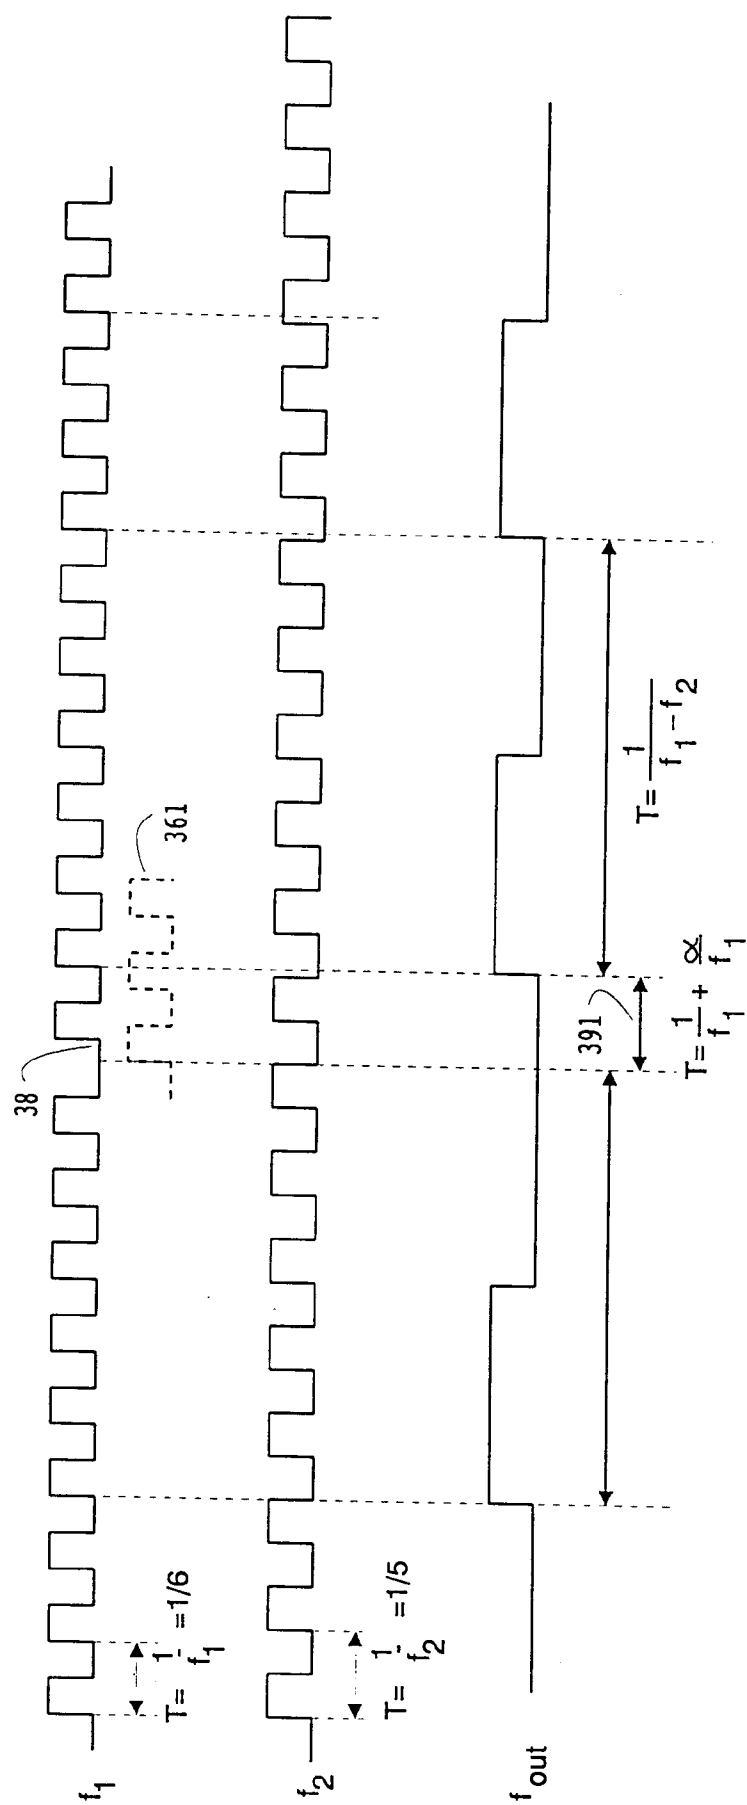 f1
T= 1/f1 =1/6
38
361
f2
T= 1/f2 =1/5
f out
391
T= 1/f1 + α/f1
T= 1/f1 - f2